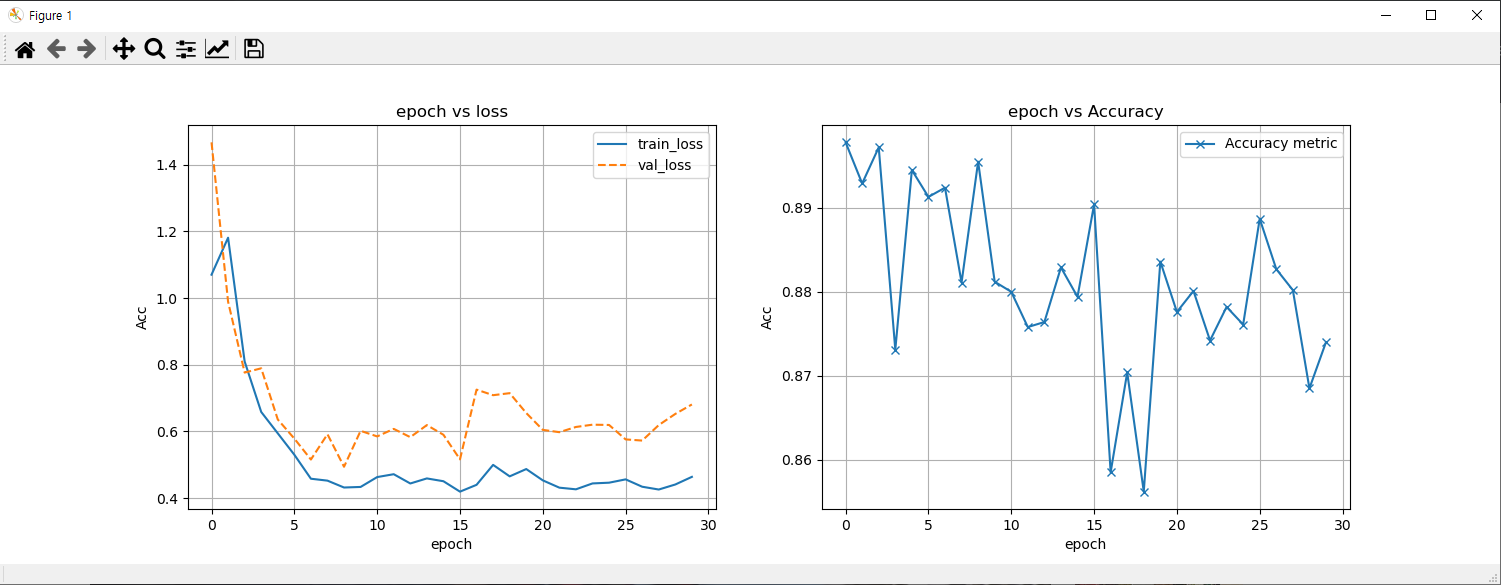 Figure 1
epoch vs loss
train_loss
val_loss
1.4
1.2
1.0
0.8
0.6
0.4
Acc
0 5 10 15 20 25 30
epoch
epoch vs Accuracy
Accuracy metric
0.89
0.88
0.87
0.86
Acc
0 5 10 15 20 25 30
epoch